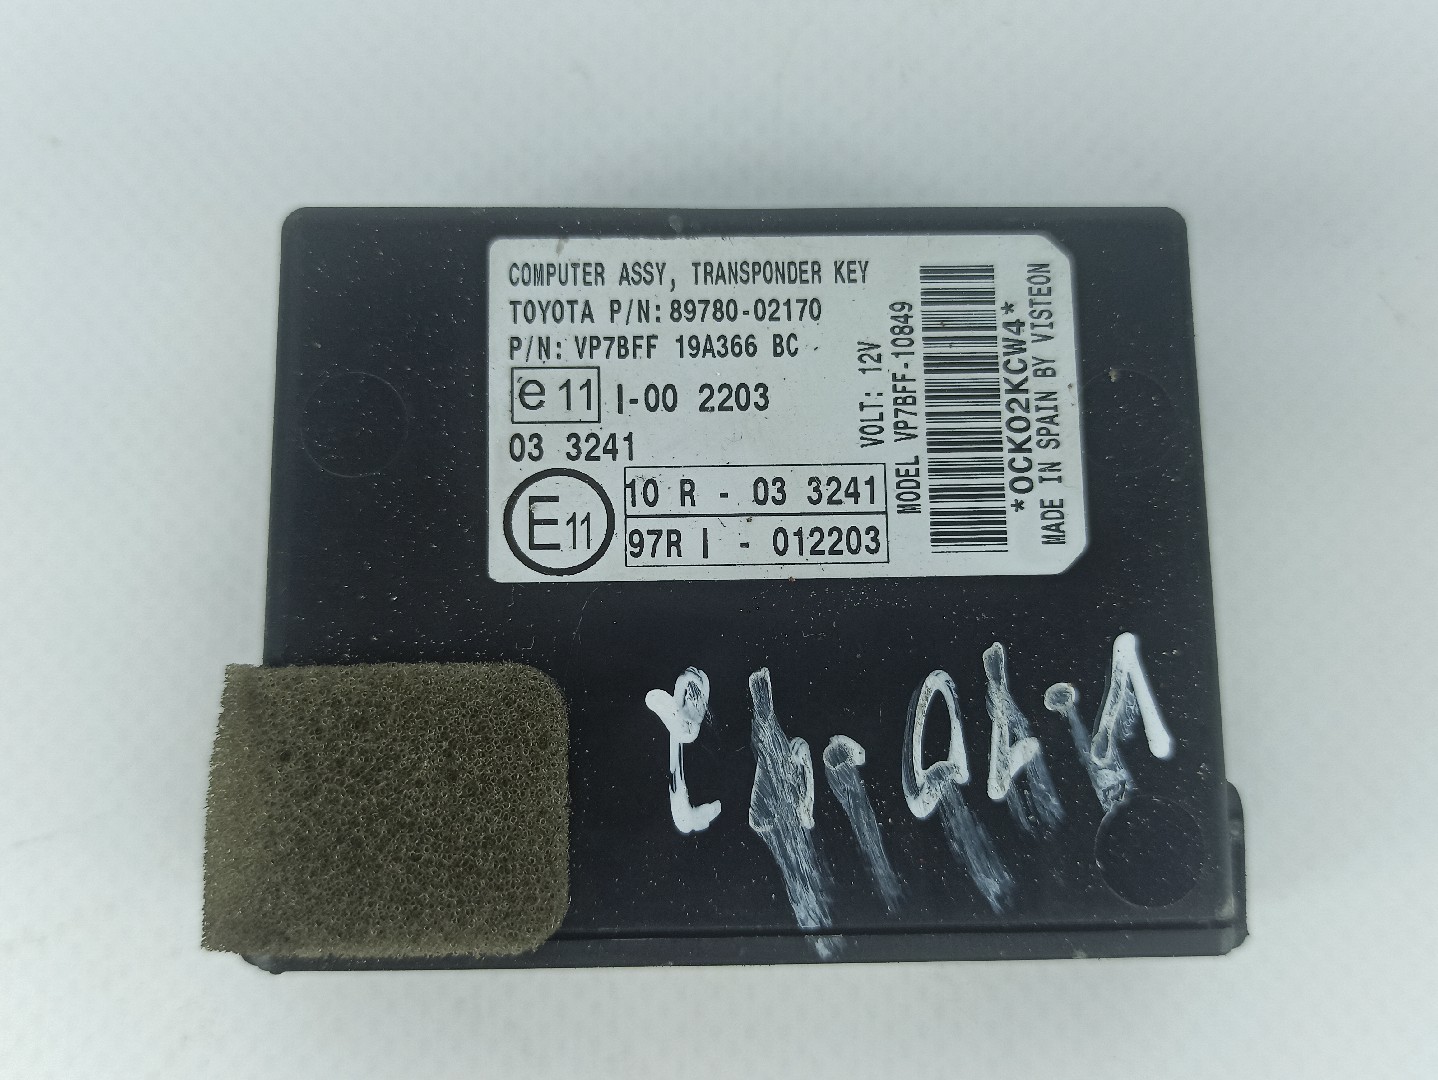 COMPUTER ASSY, TRANSPONDER KEY
TOYOTA P/N: 89780-02170
P/N: VP7BFF 19A366 BC
e 11 I-00 2203
03 3241
E11
10 R - 03 3241
97R I - 012203
VOLT: 12V
MODEL VP7BFF-10849
*OCK02KCW4*
MADE IN SPAIN BY VISTEON